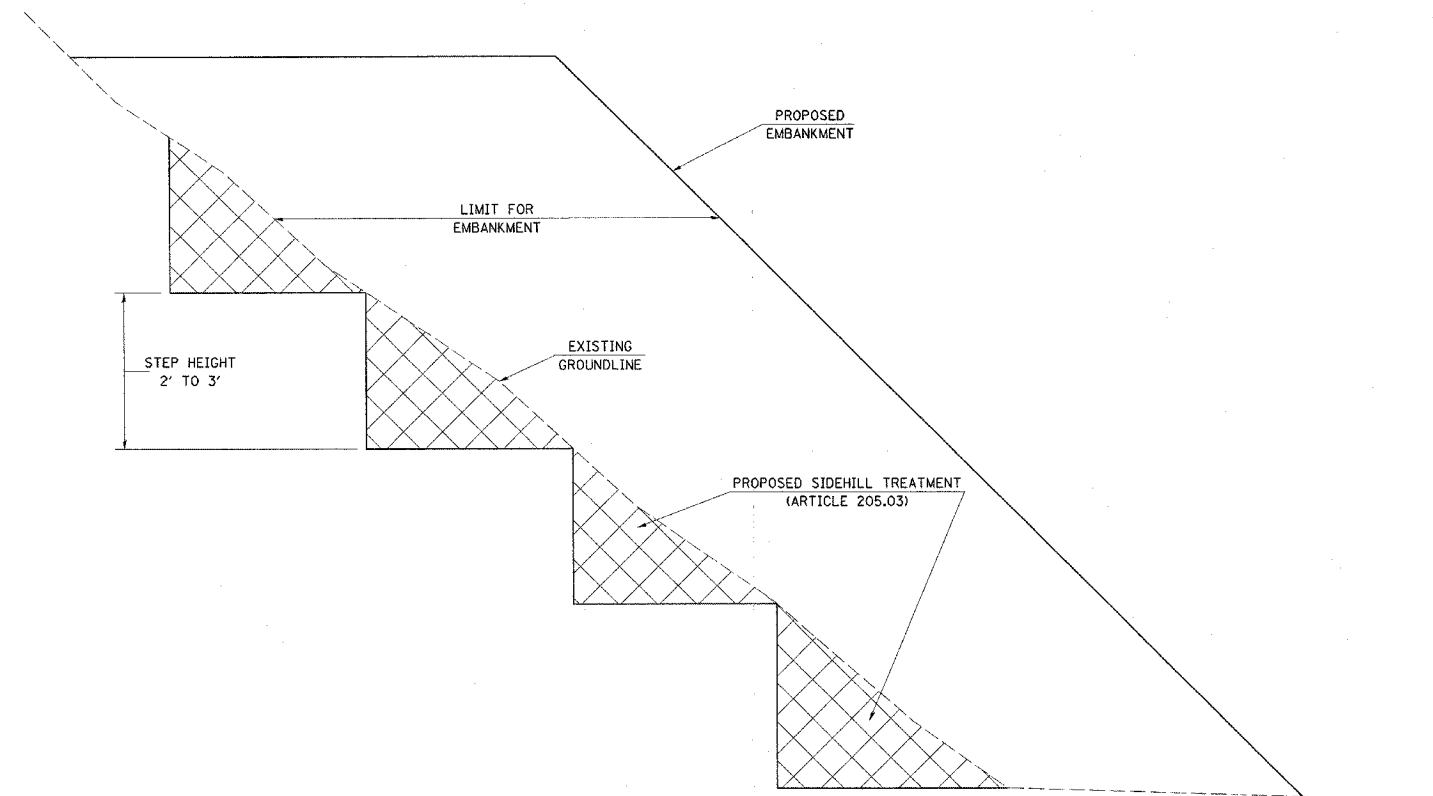 PROPOSED
EMBANKMENT
LIMIT FOR
EMBANKMENT
EXISTING
GROUNDLINE
STEP HEIGHT
2' TO 3'
PROPOSED SIDEHILL TREATMENT
(ARTICLE 205.03)